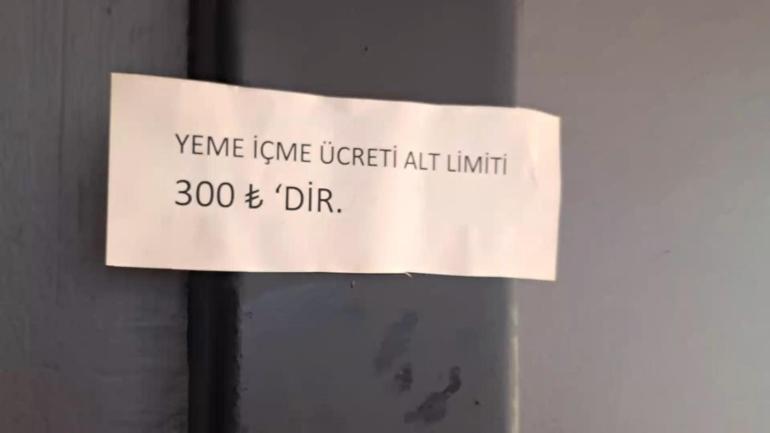 YEME İÇME ÜCRETİ ALT LİMİTİ
300 ₺ ‘DİR.